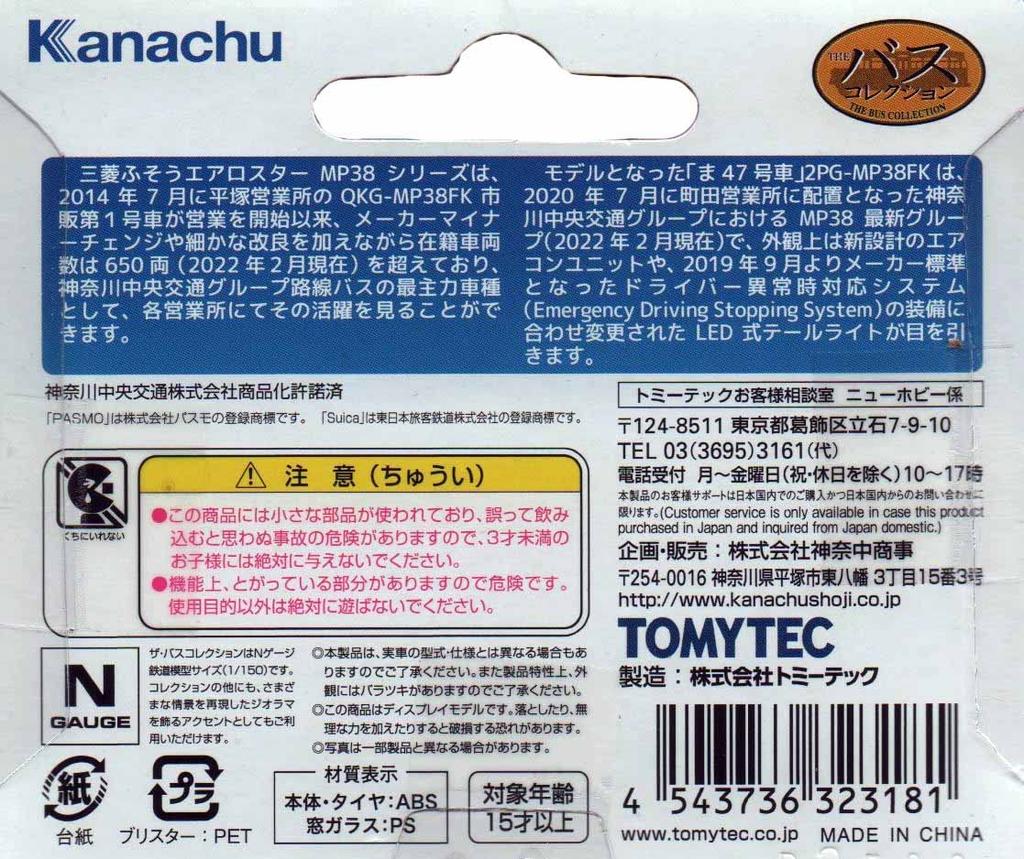 Kanachu
THE バス コレクション
THE BUS COLLECTION
三菱ふそうエアロスター MP38 シリーズは、
2014 年 7 月に平塚営業所の QKG-MP38FK 市
販第 1 号車が営業を開始以来、メーカーマイナ
ーチェンジや細かな改良を加えながら在籍車両
数は 650 両（2022 年 2 月現在）を超えており、
神奈川中央交通グループ路線バスの最主力車種
として、各営業所にてその活躍を見ることがで
きます。
モデルとなった「ま 47 号車」J2PG-MP38FK は、
2020 年 7 月に町田営業所に配置となった神奈
川中央交通グループにおける MP38 最新グルー
プ(2022 年 2 月現在)で、外観上は新設計のエア
コンユニットや、2019 年 9 月よりメーカー標準
となったドライバー異常時対応システム
(Emergency Driving Stopping System)の装備に
合わせ変更された LED 式テールライトが目を引
きます。
神奈川中央交通株式会社商品化許諾済
「PASMO」は株式会社パスモの登録商標です。 「Suica」は東日本旅客鉄道株式会社の登録商標です。
くちにいれない
注 意（ちゅうい）
●この商品には小さな部品が使われており、誤って飲み
込むと思わぬ事故の危険がありますので、3才未満の
お子様には絶対に与えないでください。
●機能上、とがっている部分がありますので危険です。
使用目的以外は絶対に遊ばないでください。
N
GAUGE
ザ・バスコレクションはNゲージ
鉄道模型サイズ(1/150)です。
コレクションの他にも、さまざ
まな情景を再現したジオラマ
を飾るアクセントとしてもご利
用いただけます。
◎本製品は、実車の型式・仕様とは異なる場合もあ
りますのでご了承ください。また製品特性上、外
観にはバラツキがありますのでご了承ください。
◎この商品はディスプレイモデルです。落としたり、無
理な力を加えたりすると破損する恐れがあります。
◎写真は一部製品と異なる場合があります。
紙
台紙
プラ
ブリスター：PET
材質表示
本体・タイヤ：ABS
窓ガラス：PS
対象年齢
15才以上
トミーテックお客様相談室 ニューホビー係
〒124-8511 東京都葛飾区立石7-9-10
TEL 03(3695)3161(代)
電話受付 月〜金曜日(祝・休日を除く)10〜17時
本製品のお客様サポートは日本国内でのご購入かつ日本国内からのお問い合わせに
限ります。(Customer service is only available in case this product
purchased in Japan and inquired from Japan domestic.)
企画・販売：株式会社神奈中商事
〒254-0016 神奈川県平塚市東八幡 3丁目15番3号
http://www.kanachushoji.co.jp
TOMYTEC
製造：株式会社トミーテック
4 543736 323181
www.tomytec.co.jp MADE IN CHINA